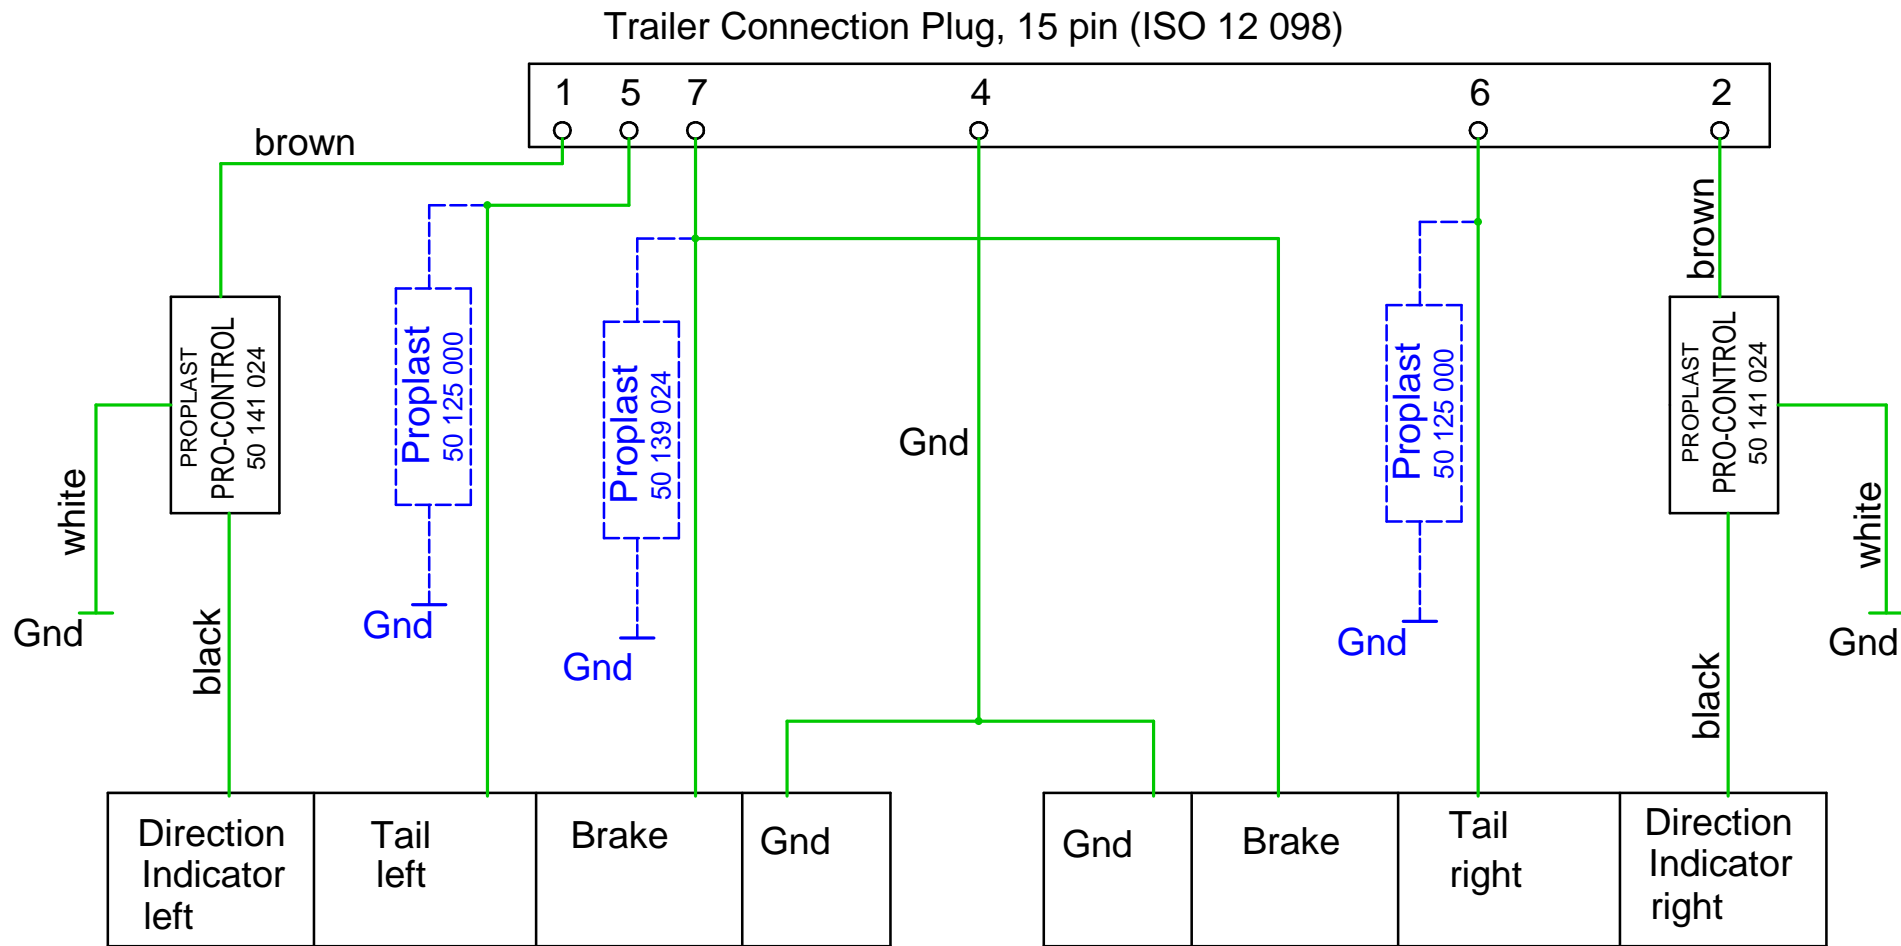 Trailer Connection Plug, 15 pin (ISO 12 098)
1 5 7 4 6 2
brown
brown
PROPLAST
PRO-CONTROL
50 141 024
Proplast
50 125 000
Proplast
50 139 024
Gnd
Proplast
50 125 000
PROPLAST
PRO-CONTROL
50 141 024
white
white
Gnd
black
Gnd
Gnd
Gnd
black
Gnd
Direction
Indicator
left
Tail
left
Brake
Gnd
Gnd
Brake
Tail
right
Direction
Indicator
right